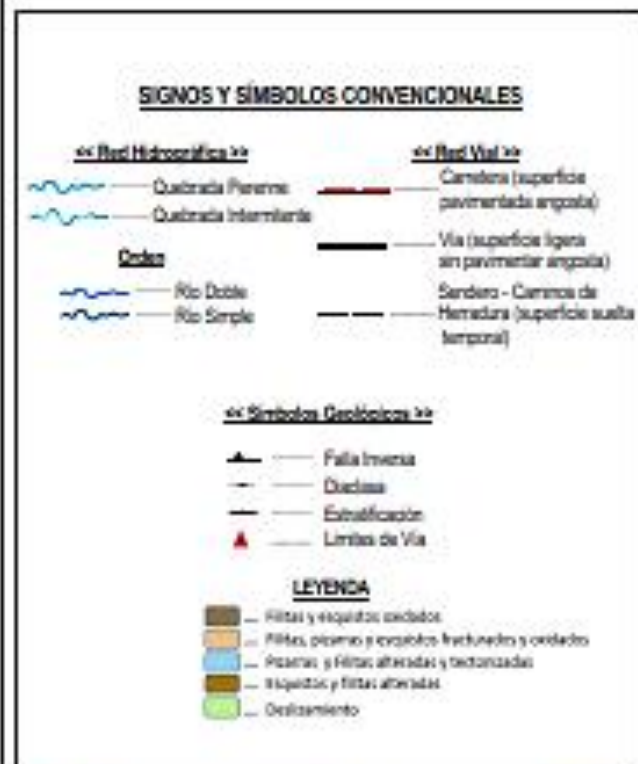 SIGNOS Y SÍMBOLOS CONVENCIONALES
<< Red Hidrográfica >>
Quebrada Perenne
Quebrada Intermitente
Orden
Río Doble
Río Simple
<< Red Vial >>
Carretera (superficie
pavimentada angosta)
Vía (superficie ligera
sin pavimentar angosta)
Sendero - Caminos de
Herradura (superficie suelta
temporal)
<< Símbolos Geológicos >>
Falla Inversa
Diaclasa
Estratificación
Límites de Vía
LEYENDA
Filitas y esquistos oxidados
Filitas, pizarras y esquistos fracturados y oxidados
Pizarras y Filitas alteradas y tectonizadas
Esquistos y filitas alteradas
Deslizamiento